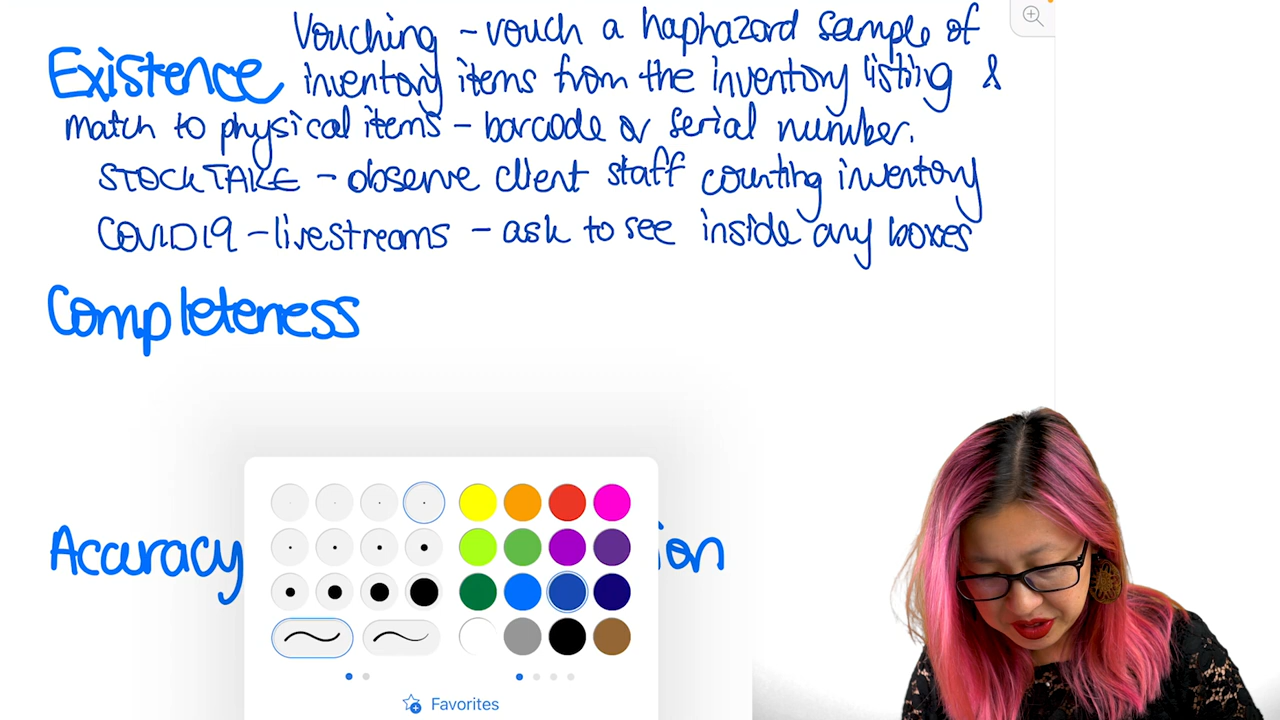 Vouching - vouch a haphazard sample of
Existence inventory items from the inventory listing &
match to physical items - barcode or serial number.
STOCKTAKE - observe client staff counting inventory
COVID19 - livestreams - ask to see inside any boxes
Completeness
Accuracy ion
Favorites